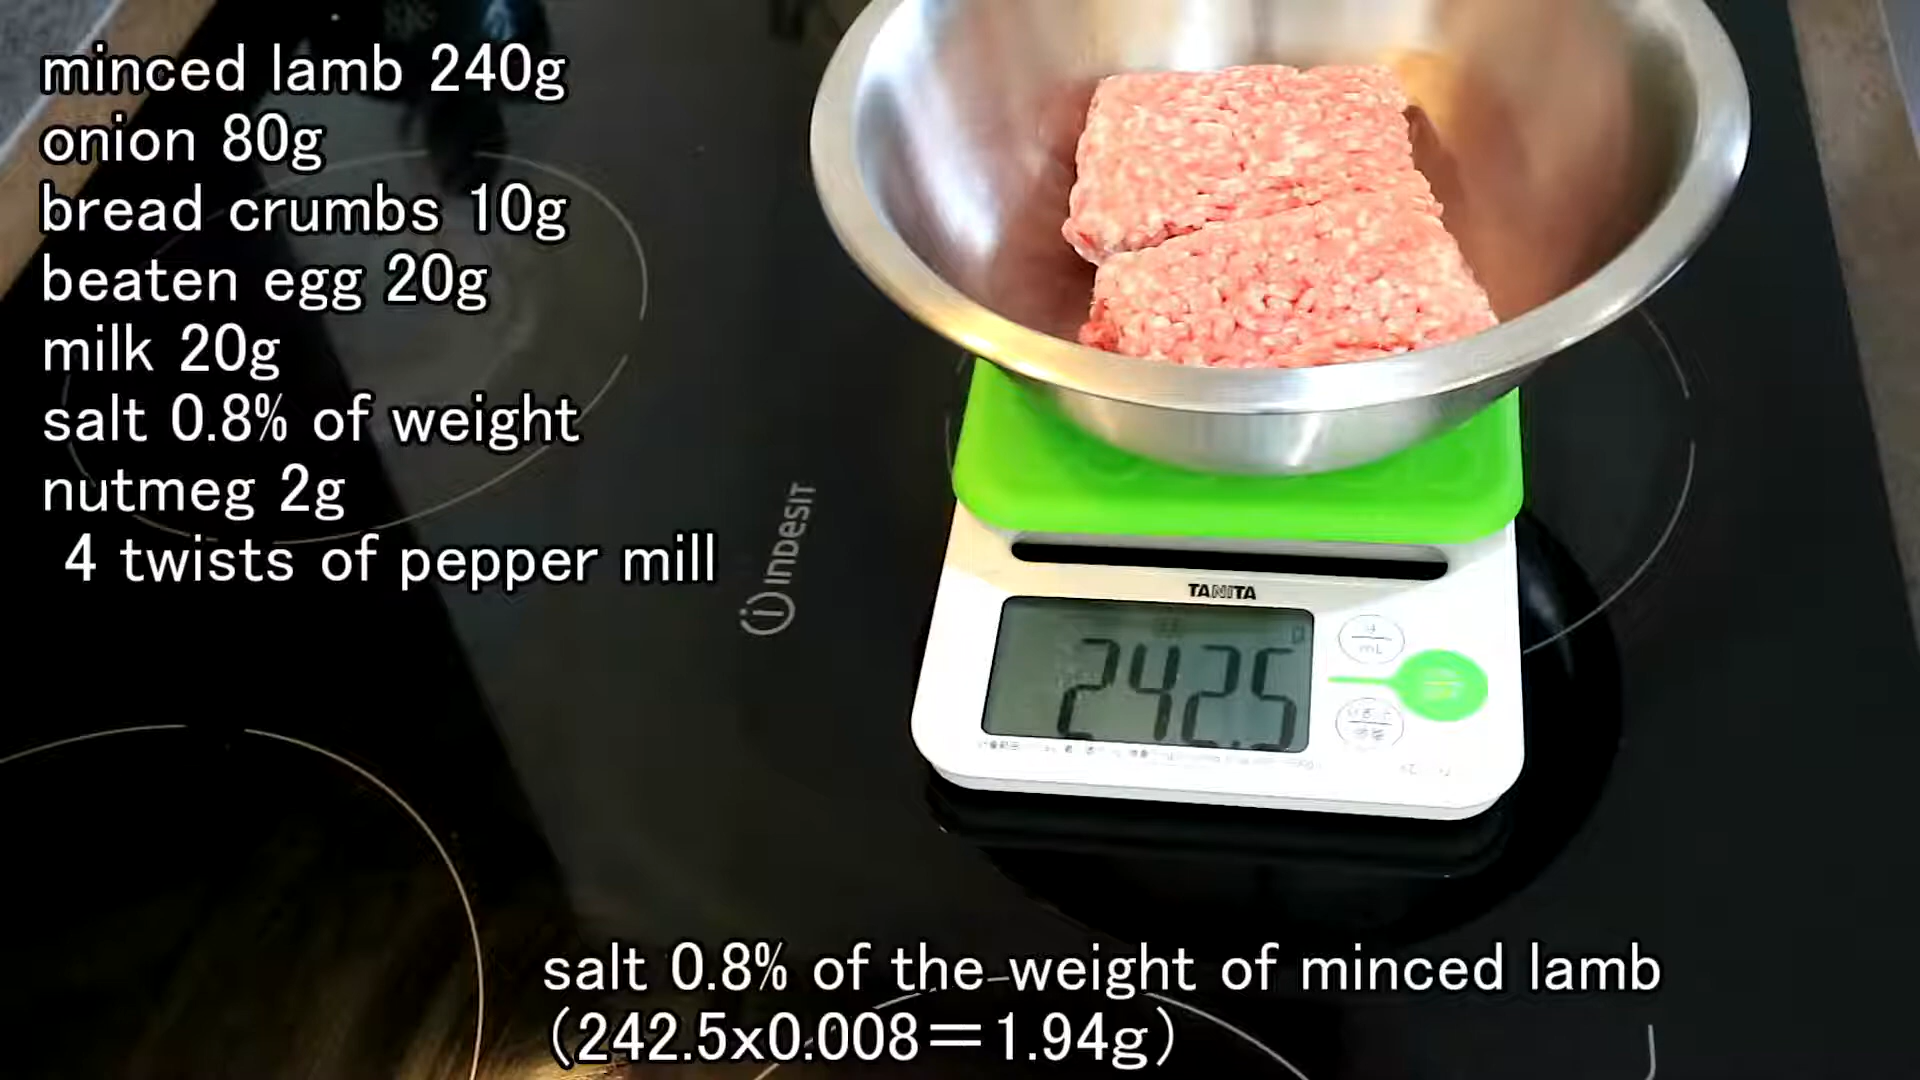 minced lamb 240g
onion 80g
bread crumbs 10g
beaten egg 20g
milk 20g
salt 0.8% of weight
nutmeg 2g
4 twists of pepper mill
INDESIT
TANITA
g
242.5
g
mL
salt 0.8% of the weight of minced lamb
(242.5x0.008=1.94g)